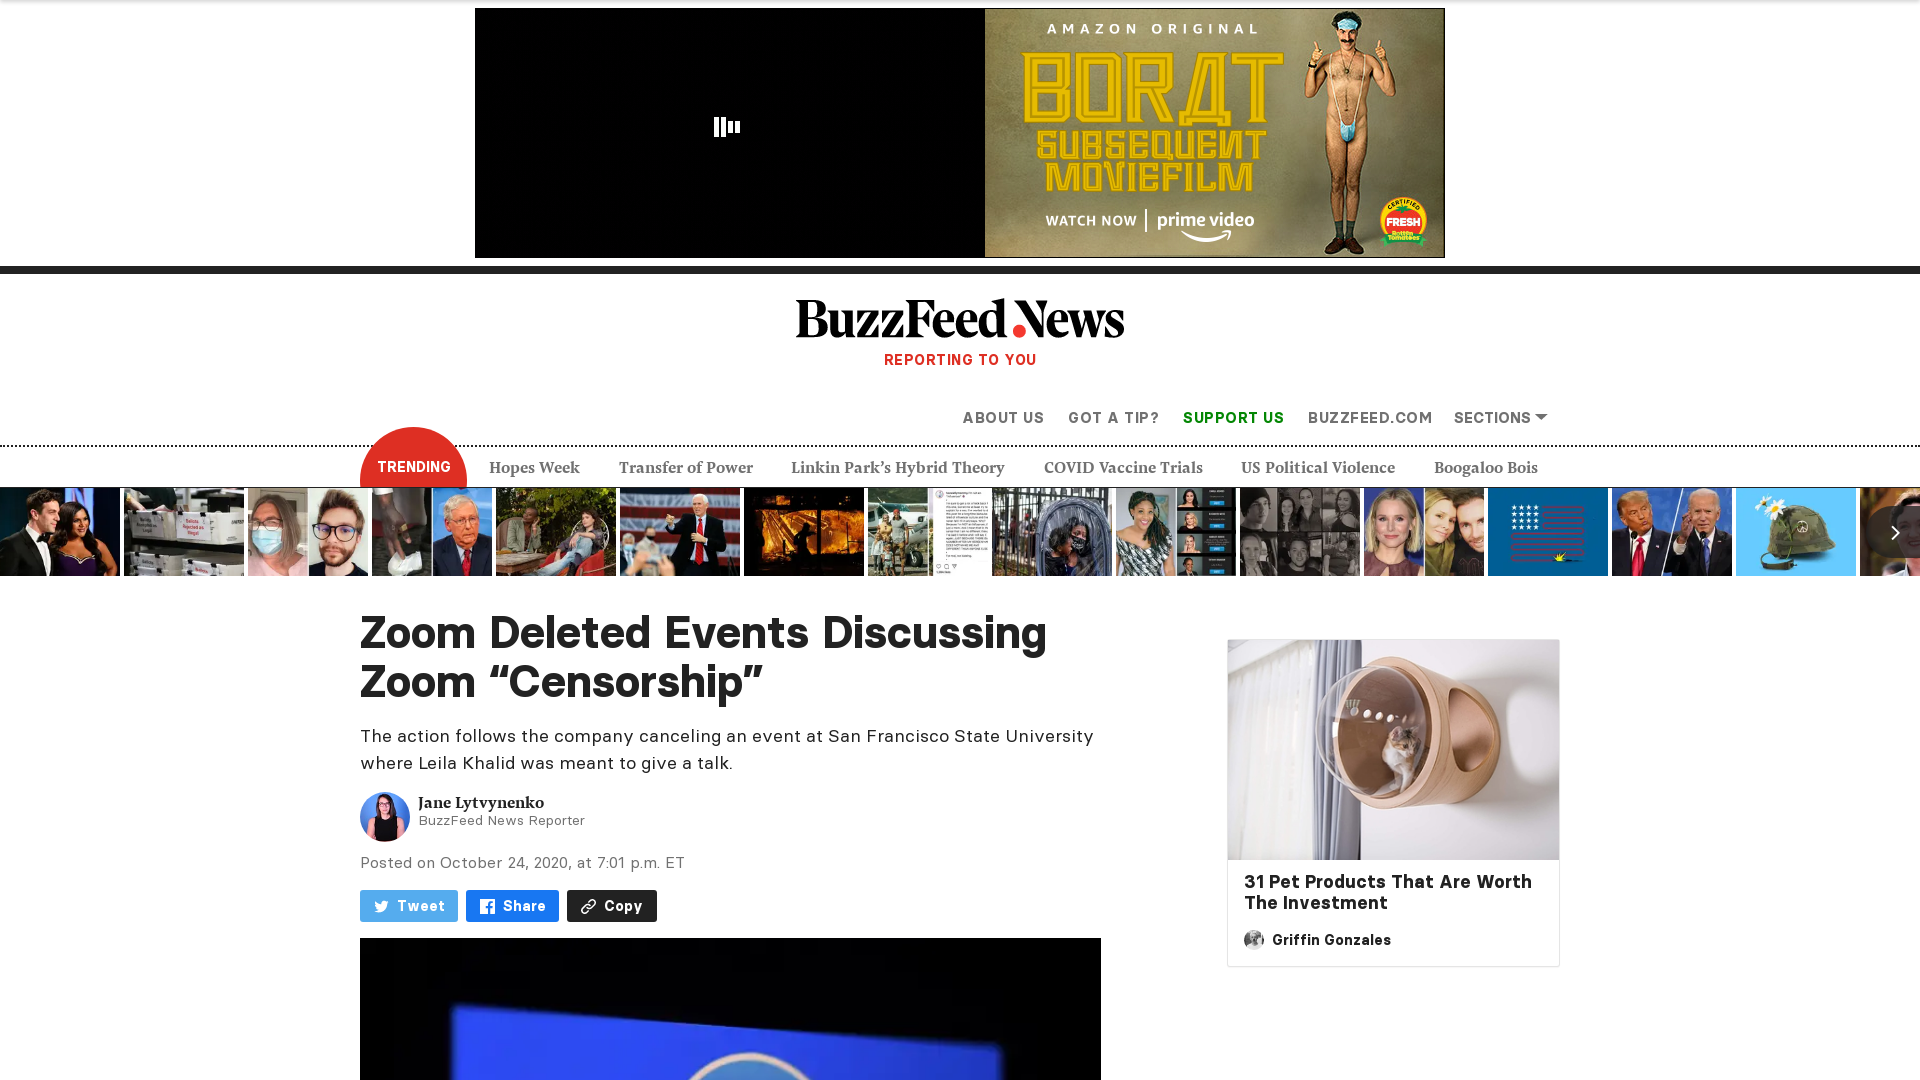 AMAZON ORIGINAL
BORAT
SUBSEQUENT
MOVIEFILM
WATCH NOW | prime video
CERTIFIED
FRESH
Rotten
Tomatoes
BuzzFeed News
REPORTING TO YOU
ABOUT US GOT A TIP? SUPPORT US BUZZFEED.COM SECTIONS
TRENDING Hopes Week Transfer of Power Linkin Park’s Hybrid Theory COVID Vaccine Trials US Political Violence Boogaloo Bois
Zoom Deleted Events Discussing
Zoom “Censorship”
The action follows the company canceling an event at San Francisco State University
where Leila Khalid was meant to give a talk.
Jane Lytvynenko
BuzzFeed News Reporter
Posted on October 24, 2020, at 7:01 p.m. ET
Tweet Share Copy
31 Pet Products That Are Worth
The Investment
Griffin Gonzales